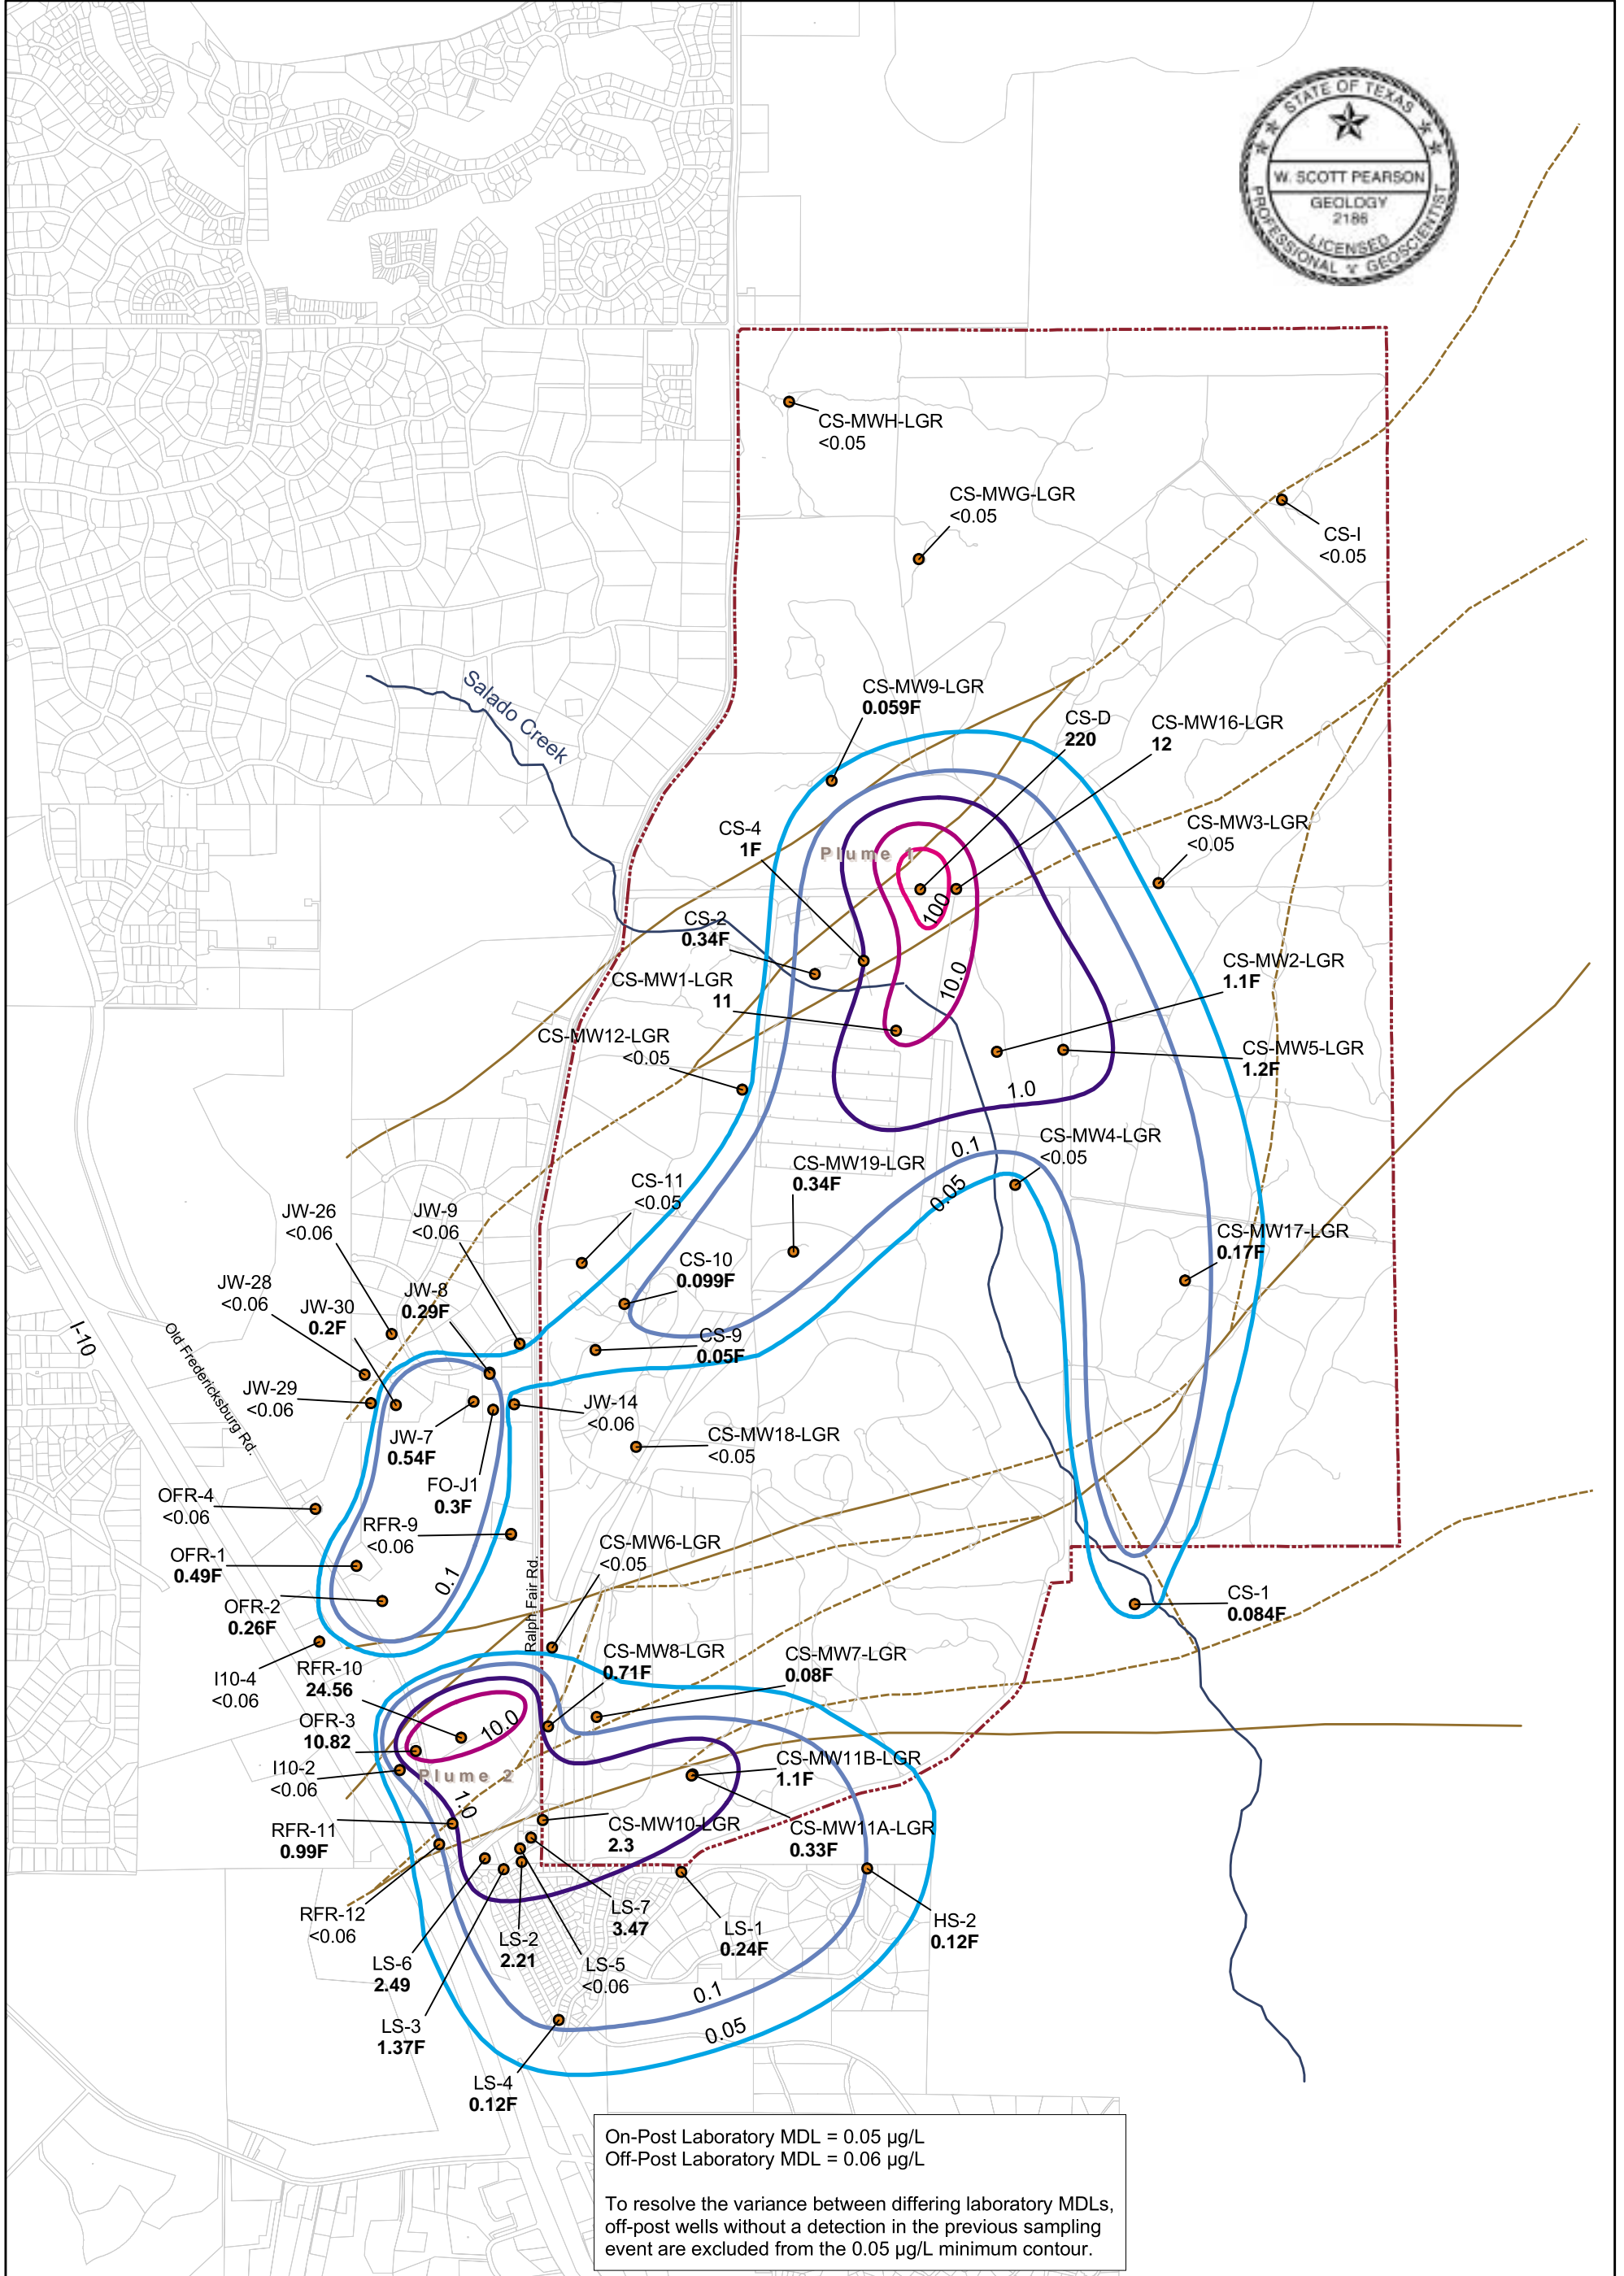 STATE OF TEXAS
W. SCOTT PEARSON
GEOLOGY
2186
LICENSED
PROFESSIONAL GEOSCIENTIST
CS-MWH-LGR
<0.05
CS-MWG-LGR
<0.05
CS-I
<0.05
Salado Creek
CS-MW9-LGR
0.059F
CS-D
220
CS-MW16-LGR
12
CS-MW3-LGR
<0.05
CS-4
1F
Plume 1
100
CS-2
0.34F
CS-MW1-LGR
11
10.0
CS-MW2-LGR
1.1F
CS-MW12-LGR
<0.05
CS-MW5-LGR
1.2F
1.0
CS-MW4-LGR
<0.05
0.1
0.05
CS-MW19-LGR
0.34F
CS-11
<0.05
JW-26
<0.06
JW-9
<0.06
CS-MW17-LGR
0.17F
CS-10
0.099F
JW-28
<0.06
JW-8
0.29F
JW-30
0.2F
I-10
Old Fredericksburg Rd.
CS-9
0.05F
JW-29
<0.06
JW-14
<0.06
JW-7
0.54F
CS-MW18-LGR
<0.05
FO-J1
0.3F
OFR-4
<0.06
RFR-9
<0.06
OFR-1
0.49F
CS-MW6-LGR
<0.05
0.1
Ralph Fair Rd.
OFR-2
0.26F
CS-1
0.084F
I10-4
<0.06
RFR-10
24.56
CS-MW8-LGR
0.71F
CS-MW7-LGR
0.08F
OFR-3
10.82
10.0
I10-2
<0.06
Plume 2
CS-MW11B-LGR
1.1F
1.0
RFR-11
0.99F
CS-MW10-LGR
2.3
CS-MW11A-LGR
0.33F
RFR-12
<0.06
LS-7
3.47
LS-1
0.24F
HS-2
0.12F
LS-2
2.21
LS-6
2.49
LS-5
<0.06
0.1
LS-3
1.37F
0.05
LS-4
0.12F
On-Post Laboratory MDL = 0.05 µg/L
Off-Post Laboratory MDL = 0.06 µg/L
To resolve the variance between differing laboratory MDLs,
off-post wells without a detection in the previous sampling
event are excluded from the 0.05 µg/L minimum contour.